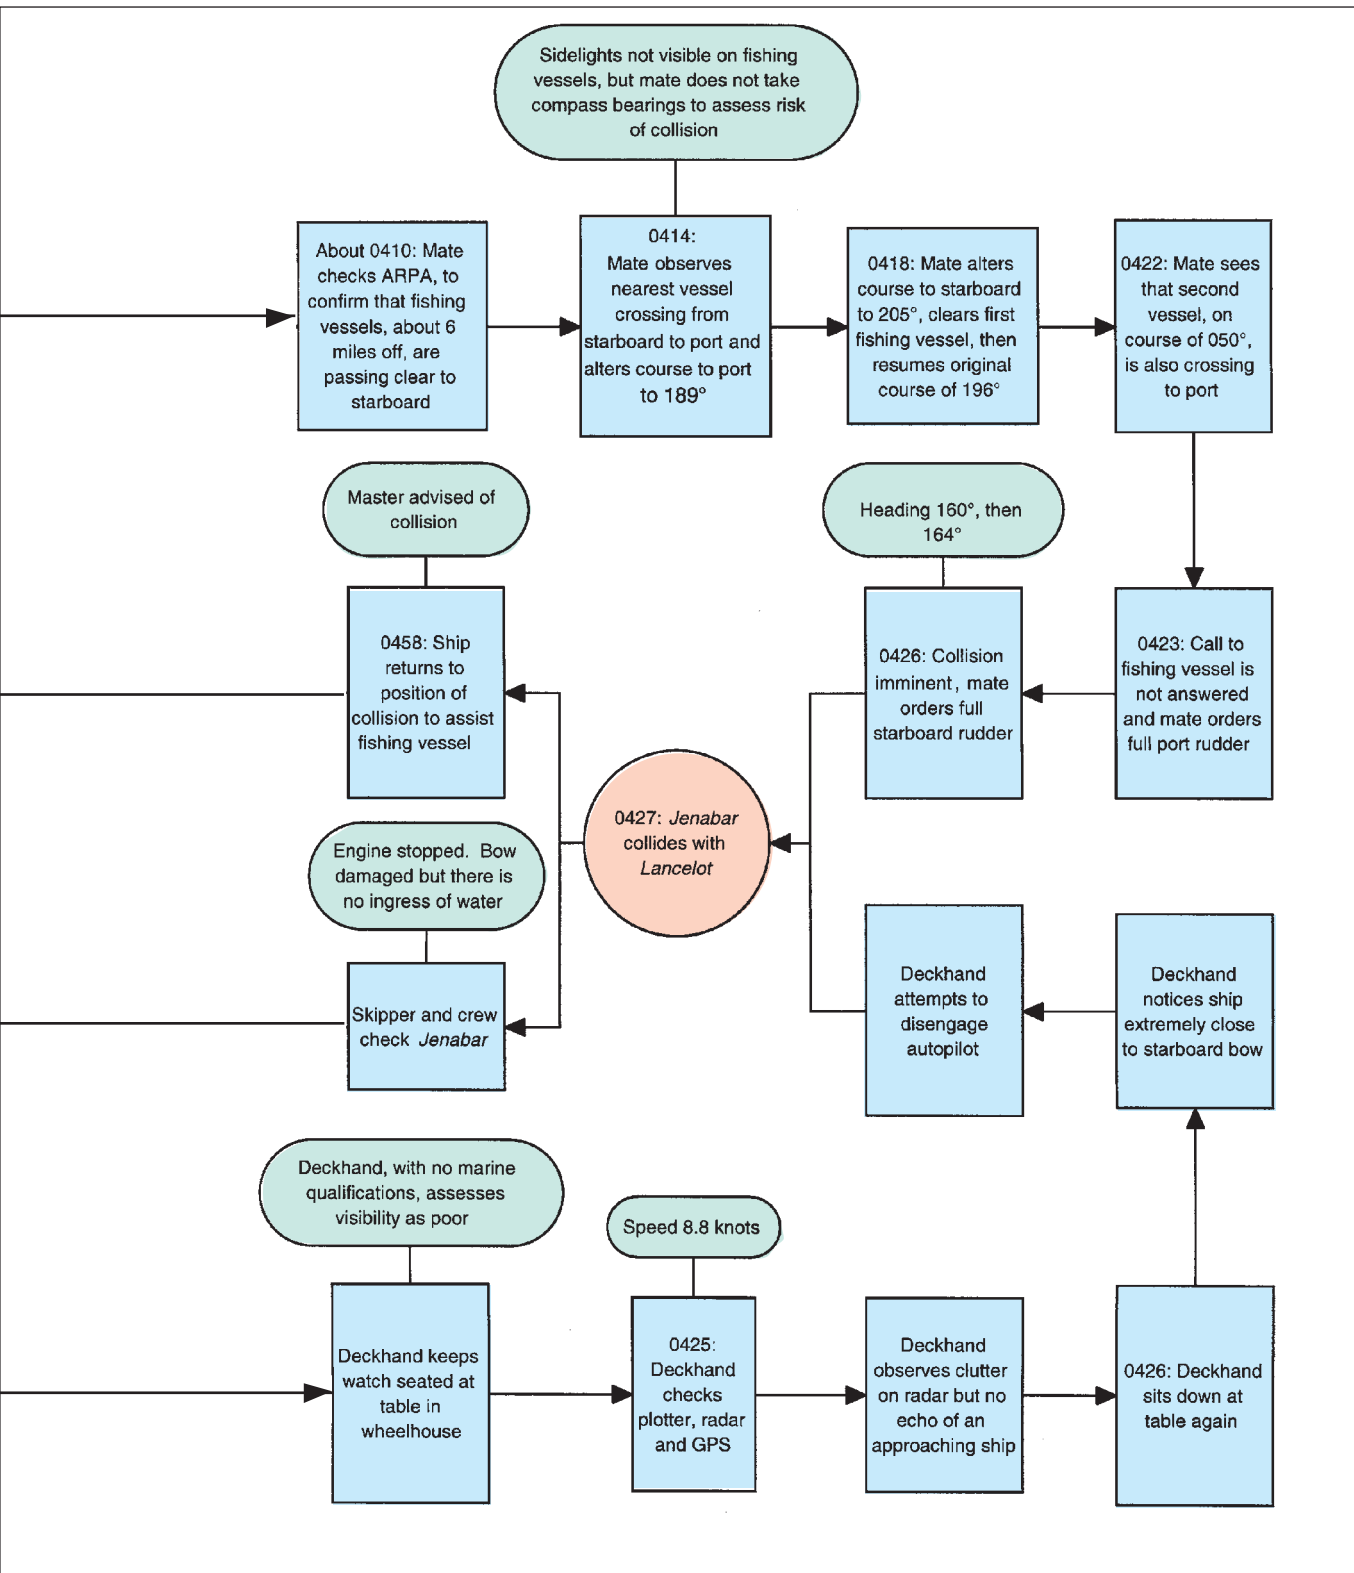 Sidelights not visible on fishing
vessels, but mate does not take
compass bearings to assess risk
of collision
About 0410: Mate
checks ARPA, to
confirm that fishing
vessels, about 6
miles off, are
passing clear to
starboard
0414:
Mate observes
nearest vessel
crossing from
starboard to port and
alters course to port
to 189°
0418: Mate alters
course to starboard
to 205°, clears first
fishing vessel, then
resumes original
course of 196°
0422: Mate sees
that second
vessel, on
course of 050°,
is also crossing
to port
Master advised of
collision
Heading 160°, then
164°
0458: Ship
returns to
position of
collision to assist
fishing vessel
0426: Collision
imminent, mate
orders full
starboard rudder
0423: Call to
fishing vessel is
not answered
and mate orders
full port rudder
0427: Jenabar
collides with
Lancelot
Engine stopped. Bow
damaged but there is
no ingress of water
Skipper and crew
check Jenabar
Deckhand
attempts to
disengage
autopilot
Deckhand
notices ship
extremely close
to starboard bow
Deckhand, with no marine
qualifications, assesses
visibility as poor
Speed 8.8 knots
Deckhand keeps
watch seated at
table in
wheelhouse
0425:
Deckhand
checks
plotter, radar
and GPS
Deckhand
observes clutter
on radar but no
echo of an
approaching ship
0426: Deckhand
sits down at
table again